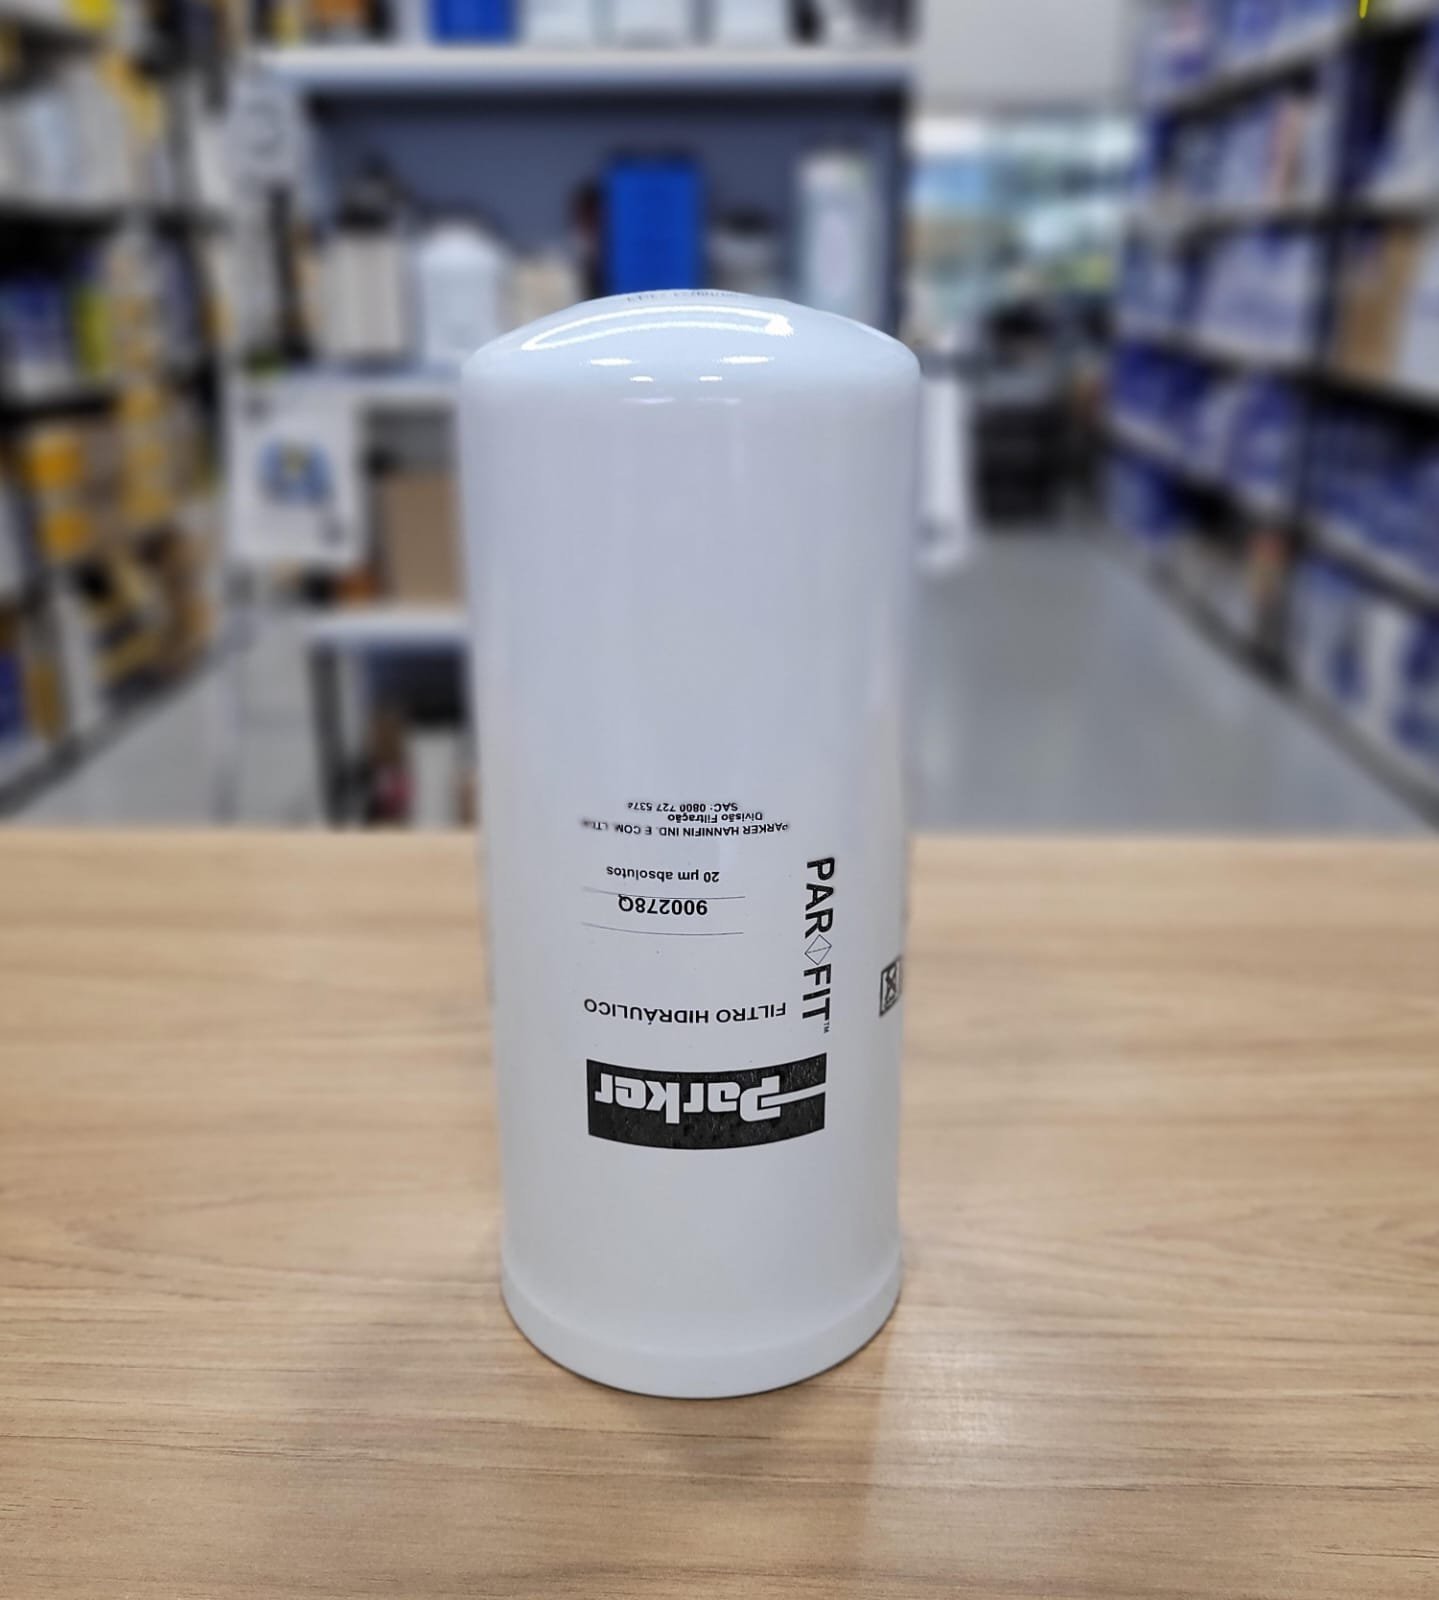 Parker
PAR FIT™
FILTRO HIDRÁULICO
900278Q
20 µm absolutos
PARKER HANNIFIN IND. E COM. LTDA
Divisão Filtração
SAC: 0800 727 5374